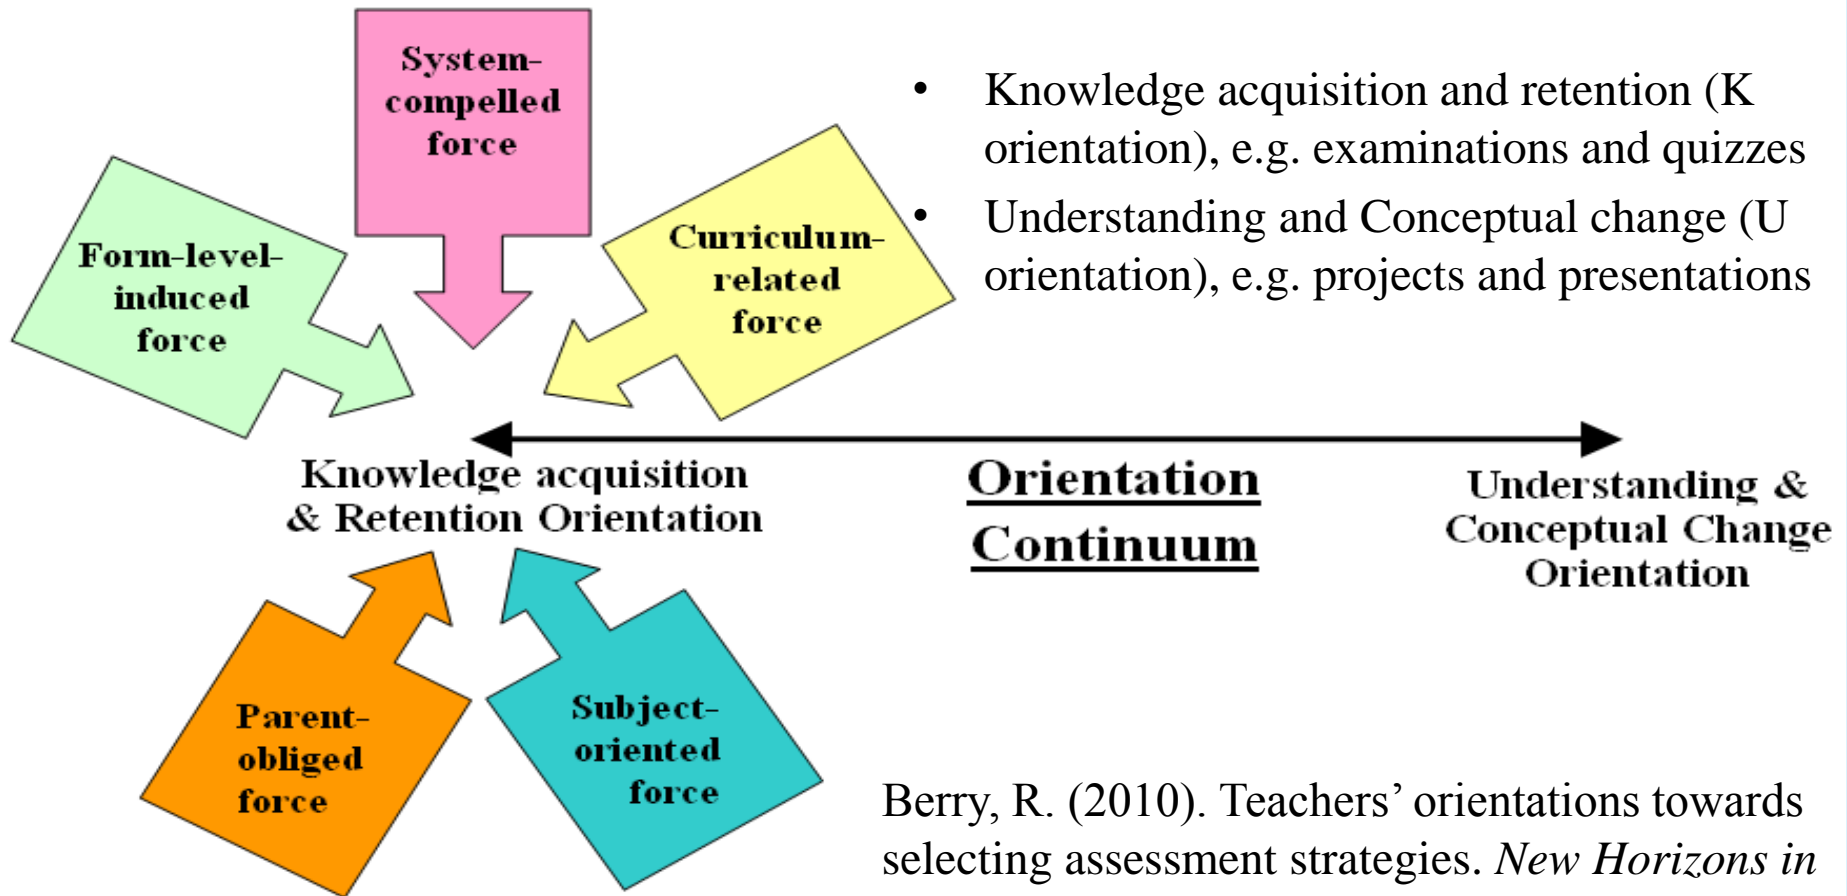 System-
compelled
force
Form-level-
induced
force
Curriculum-
related
force
• Knowledge acquisition and retention (K
orientation), e.g. examinations and quizzes
• Understanding and Conceptual change (U
orientation), e.g. projects and presentations
Knowledge acquisition
& Retention Orientation
Orientation
Continuum
Understanding &
Conceptual Change
Orientation
Parent-
obliged
force
Subject-
oriented
force
Berry, R. (2010). Teachers’ orientations towards
selecting assessment strategies. New Horizons in